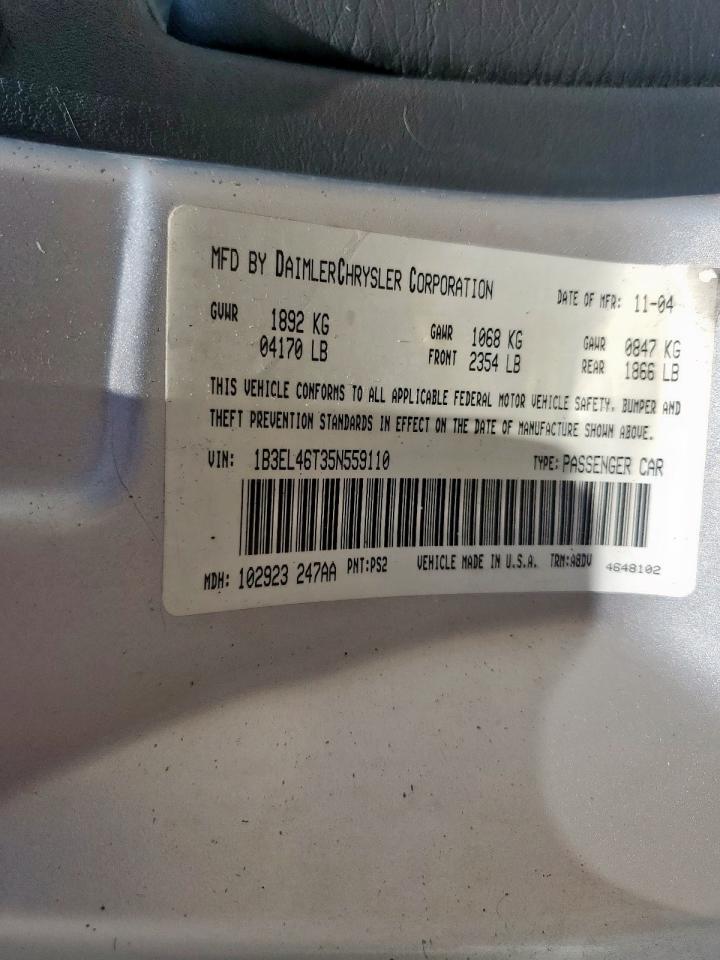 MFD BY DAIMLERCHRYSLER CORPORATION DATE OF MFR: 11-04
GVWR 1892 KG GAWR 1068 KG GAWR 0847 KG
04170 LB FRONT 2354 LB REAR 1866 LB
THIS VEHICLE CONFORMS TO ALL APPLICABLE FEDERAL MOTOR VEHICLE SAFETY, BUMPER AND
THEFT PREVENTION STANDARDS IN EFFECT ON THE DATE OF MANUFACTURE SHOWN ABOVE.
VIN: 1B3EL46T35N559110 TYPE: PASSENGER CAR
MDH: 102923 247AA PNT:PS2 VEHICLE MADE IN U.S.A. TRM:A8DV 4648102